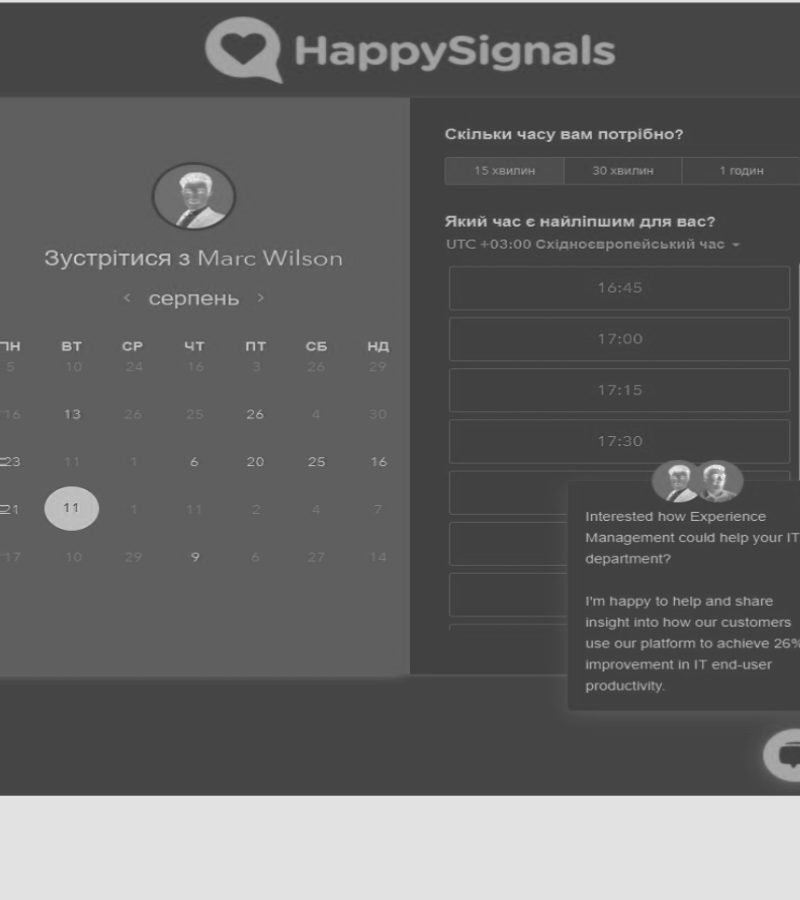 HappySignals
Зустрітися з Marc Wilson
‹ серпень ›
ПН ВТ СР ЧТ ПТ СБ НД
5 10 24 16 3 26 29
16 13 26 25 26 4 30
23 11 1 6 20 25 16
21 11 1 11 2 4 7
17 10 29 9 6 27 14
Скільки часу вам потрібно?
15 хвилин 30 хвилин 1 годин
Який час є найліпшим для вас?
UTC +03:00 Східноєвропейський час
16:45
17:00
17:15
17:30
Interested how Experience
Management could help your IT
department?
I'm happy to help and share
insight into how our customers
use our platform to achieve 26%
improvement in IT end-user
productivity.